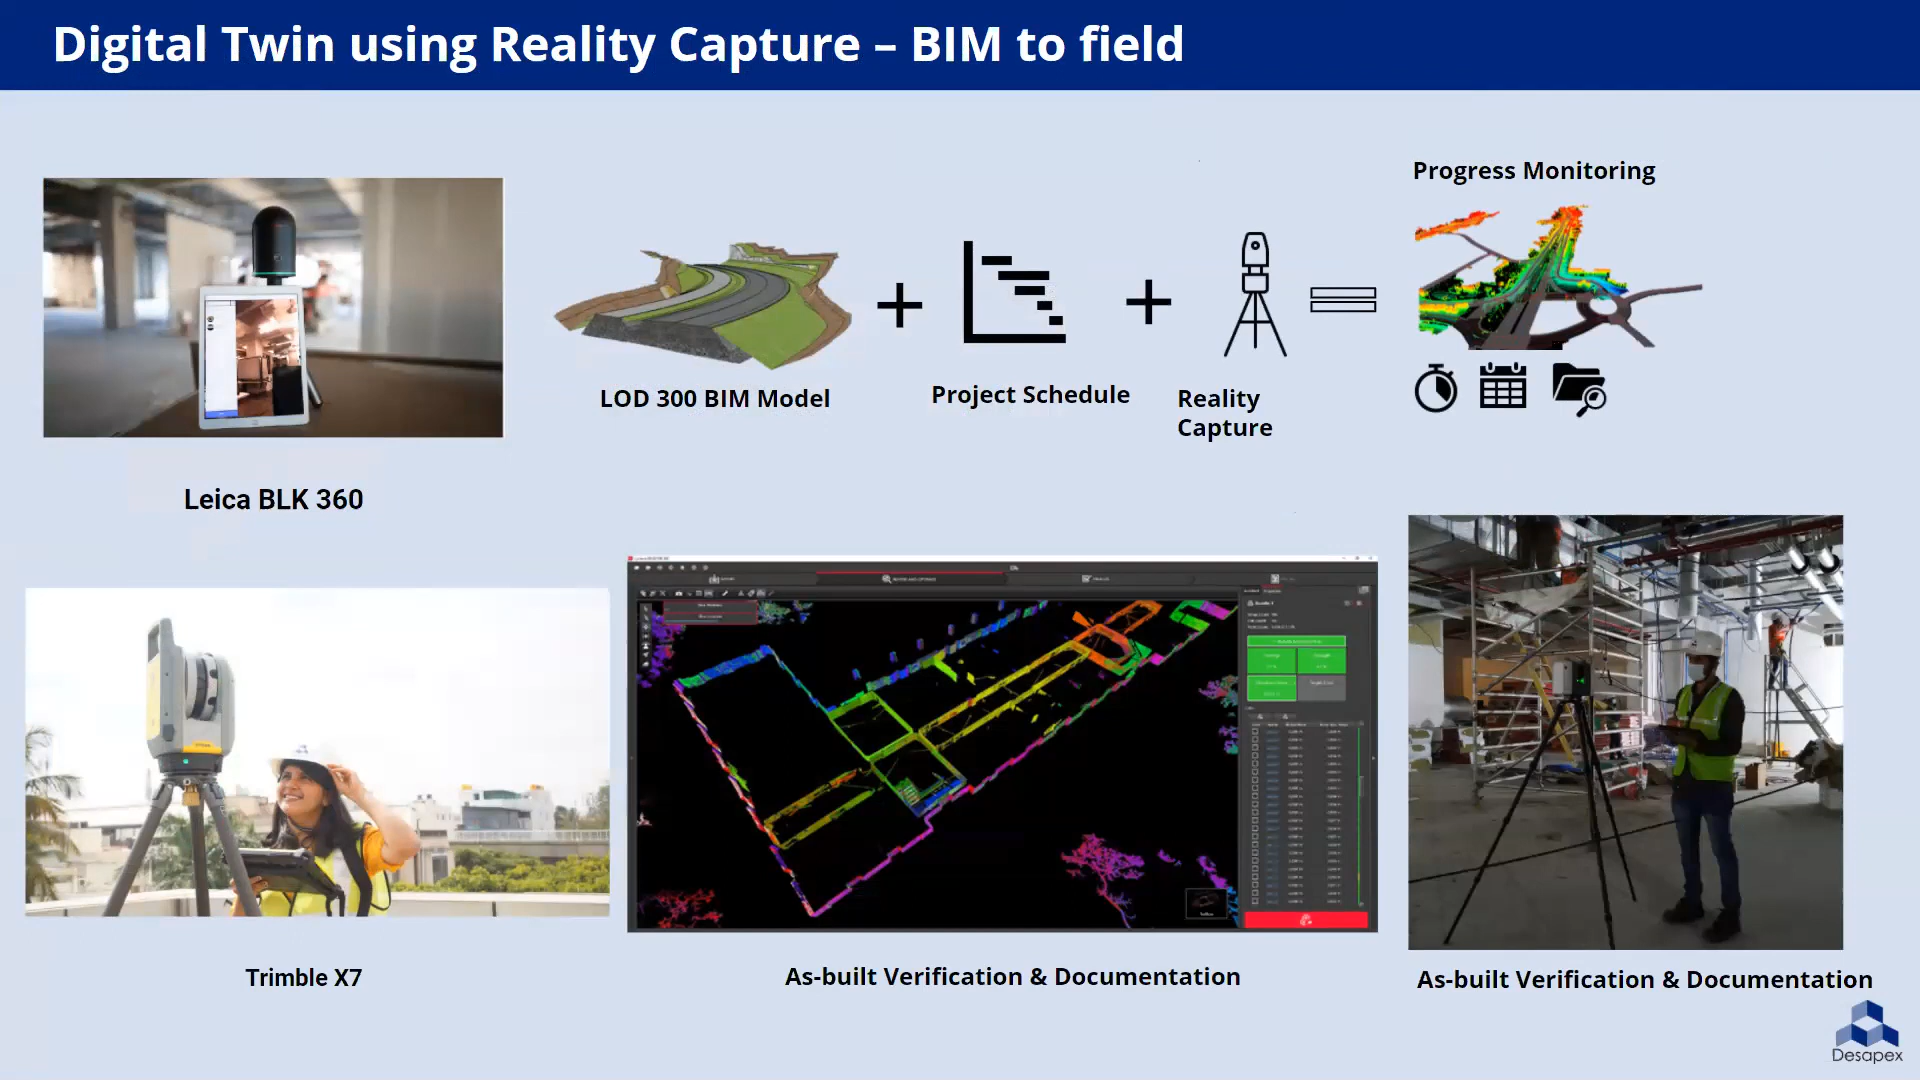 Digital Twin using Reality Capture – BIM to field
Progress Monitoring
LOD 300 BIM Model
Project Schedule
Reality
Capture
Leica BLK 360
Trimble X7
As-built Verification & Documentation
As-built Verification & Documentation
Desapex